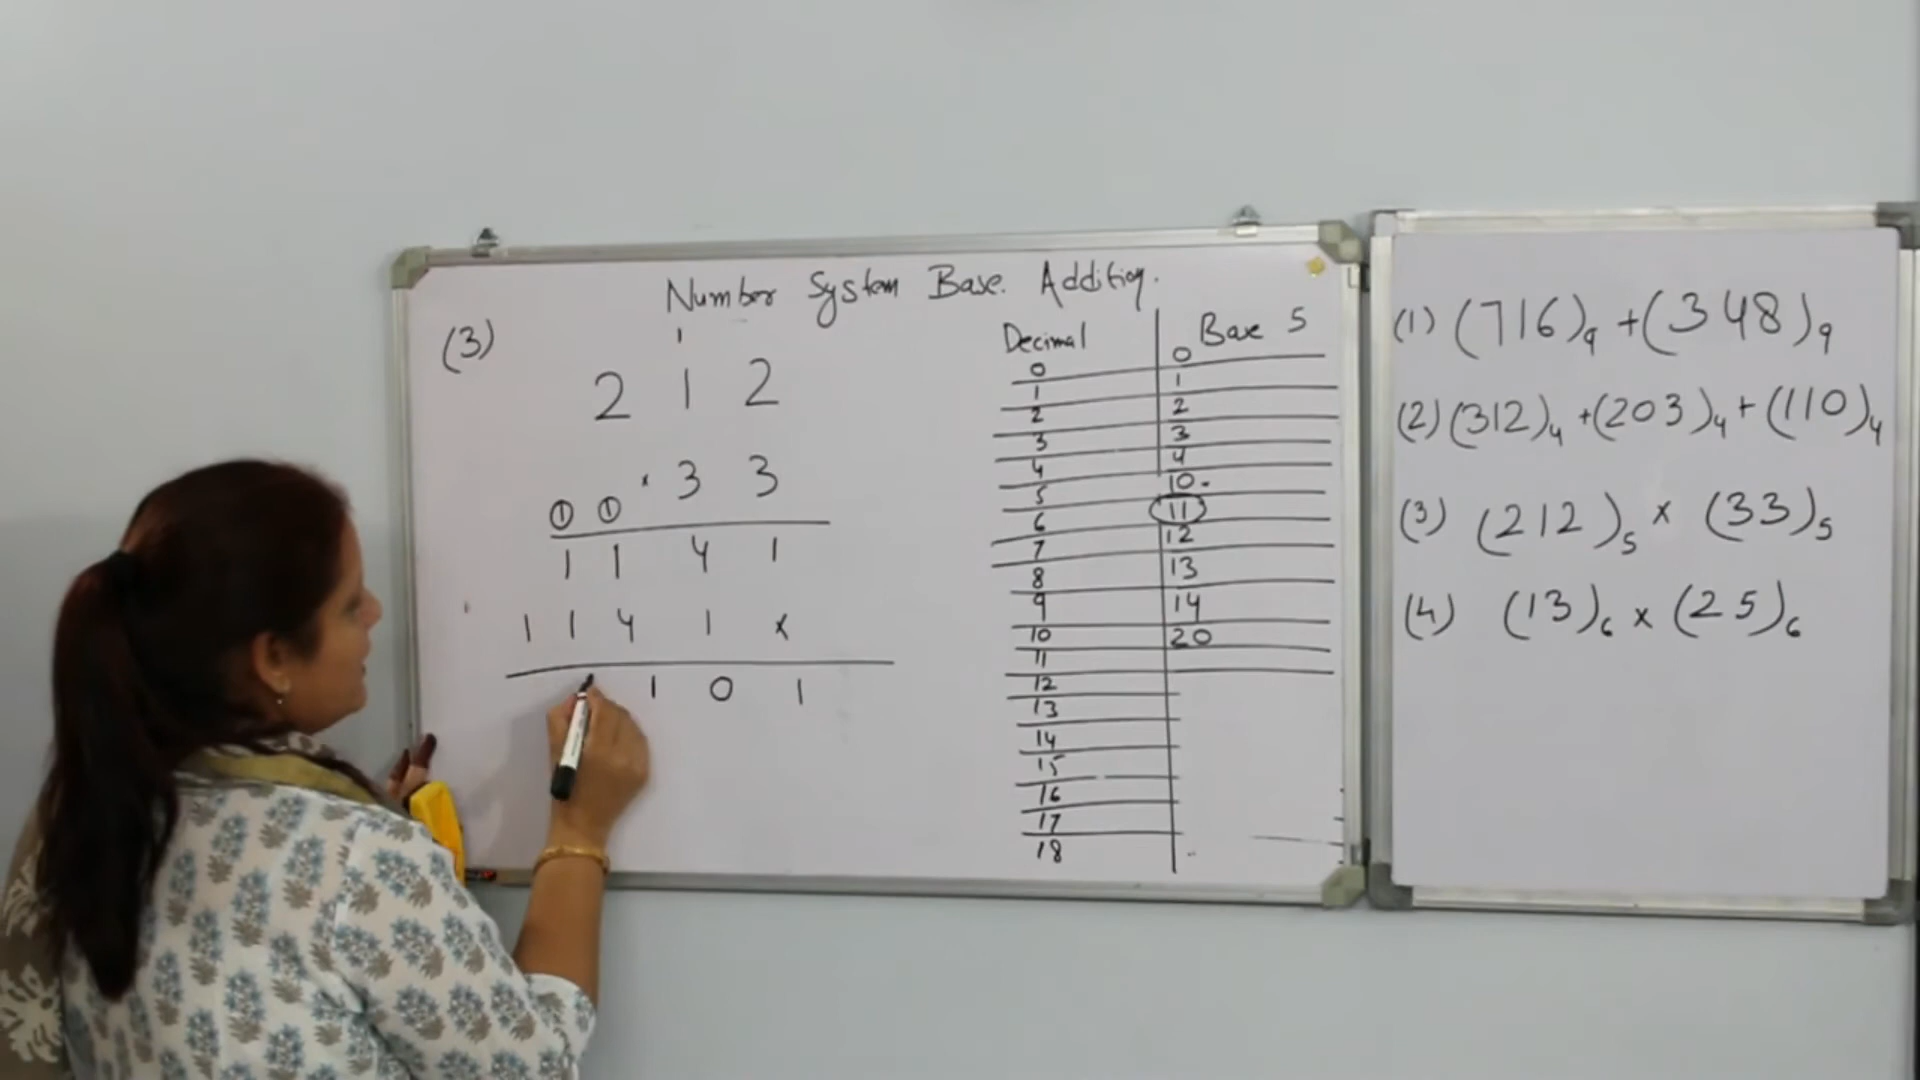 Number System Base. Addition.
(3)
1
2 1 2
× 3 3
① ①
1 1 4 1
1 1 4 1 ×
1 0 1
Decimal Base 5
0 0
1 1
2 2
3 3
4 4
5 10
6 11
7 12
8 13
9 14
10 20
11
12
13
14
15
16
17
18
(1) (716)9 + (348)9
(2) (312)4 + (203)4 + (110)4
(3) (212)5 × (33)5
(4) (13)6 × (25)6